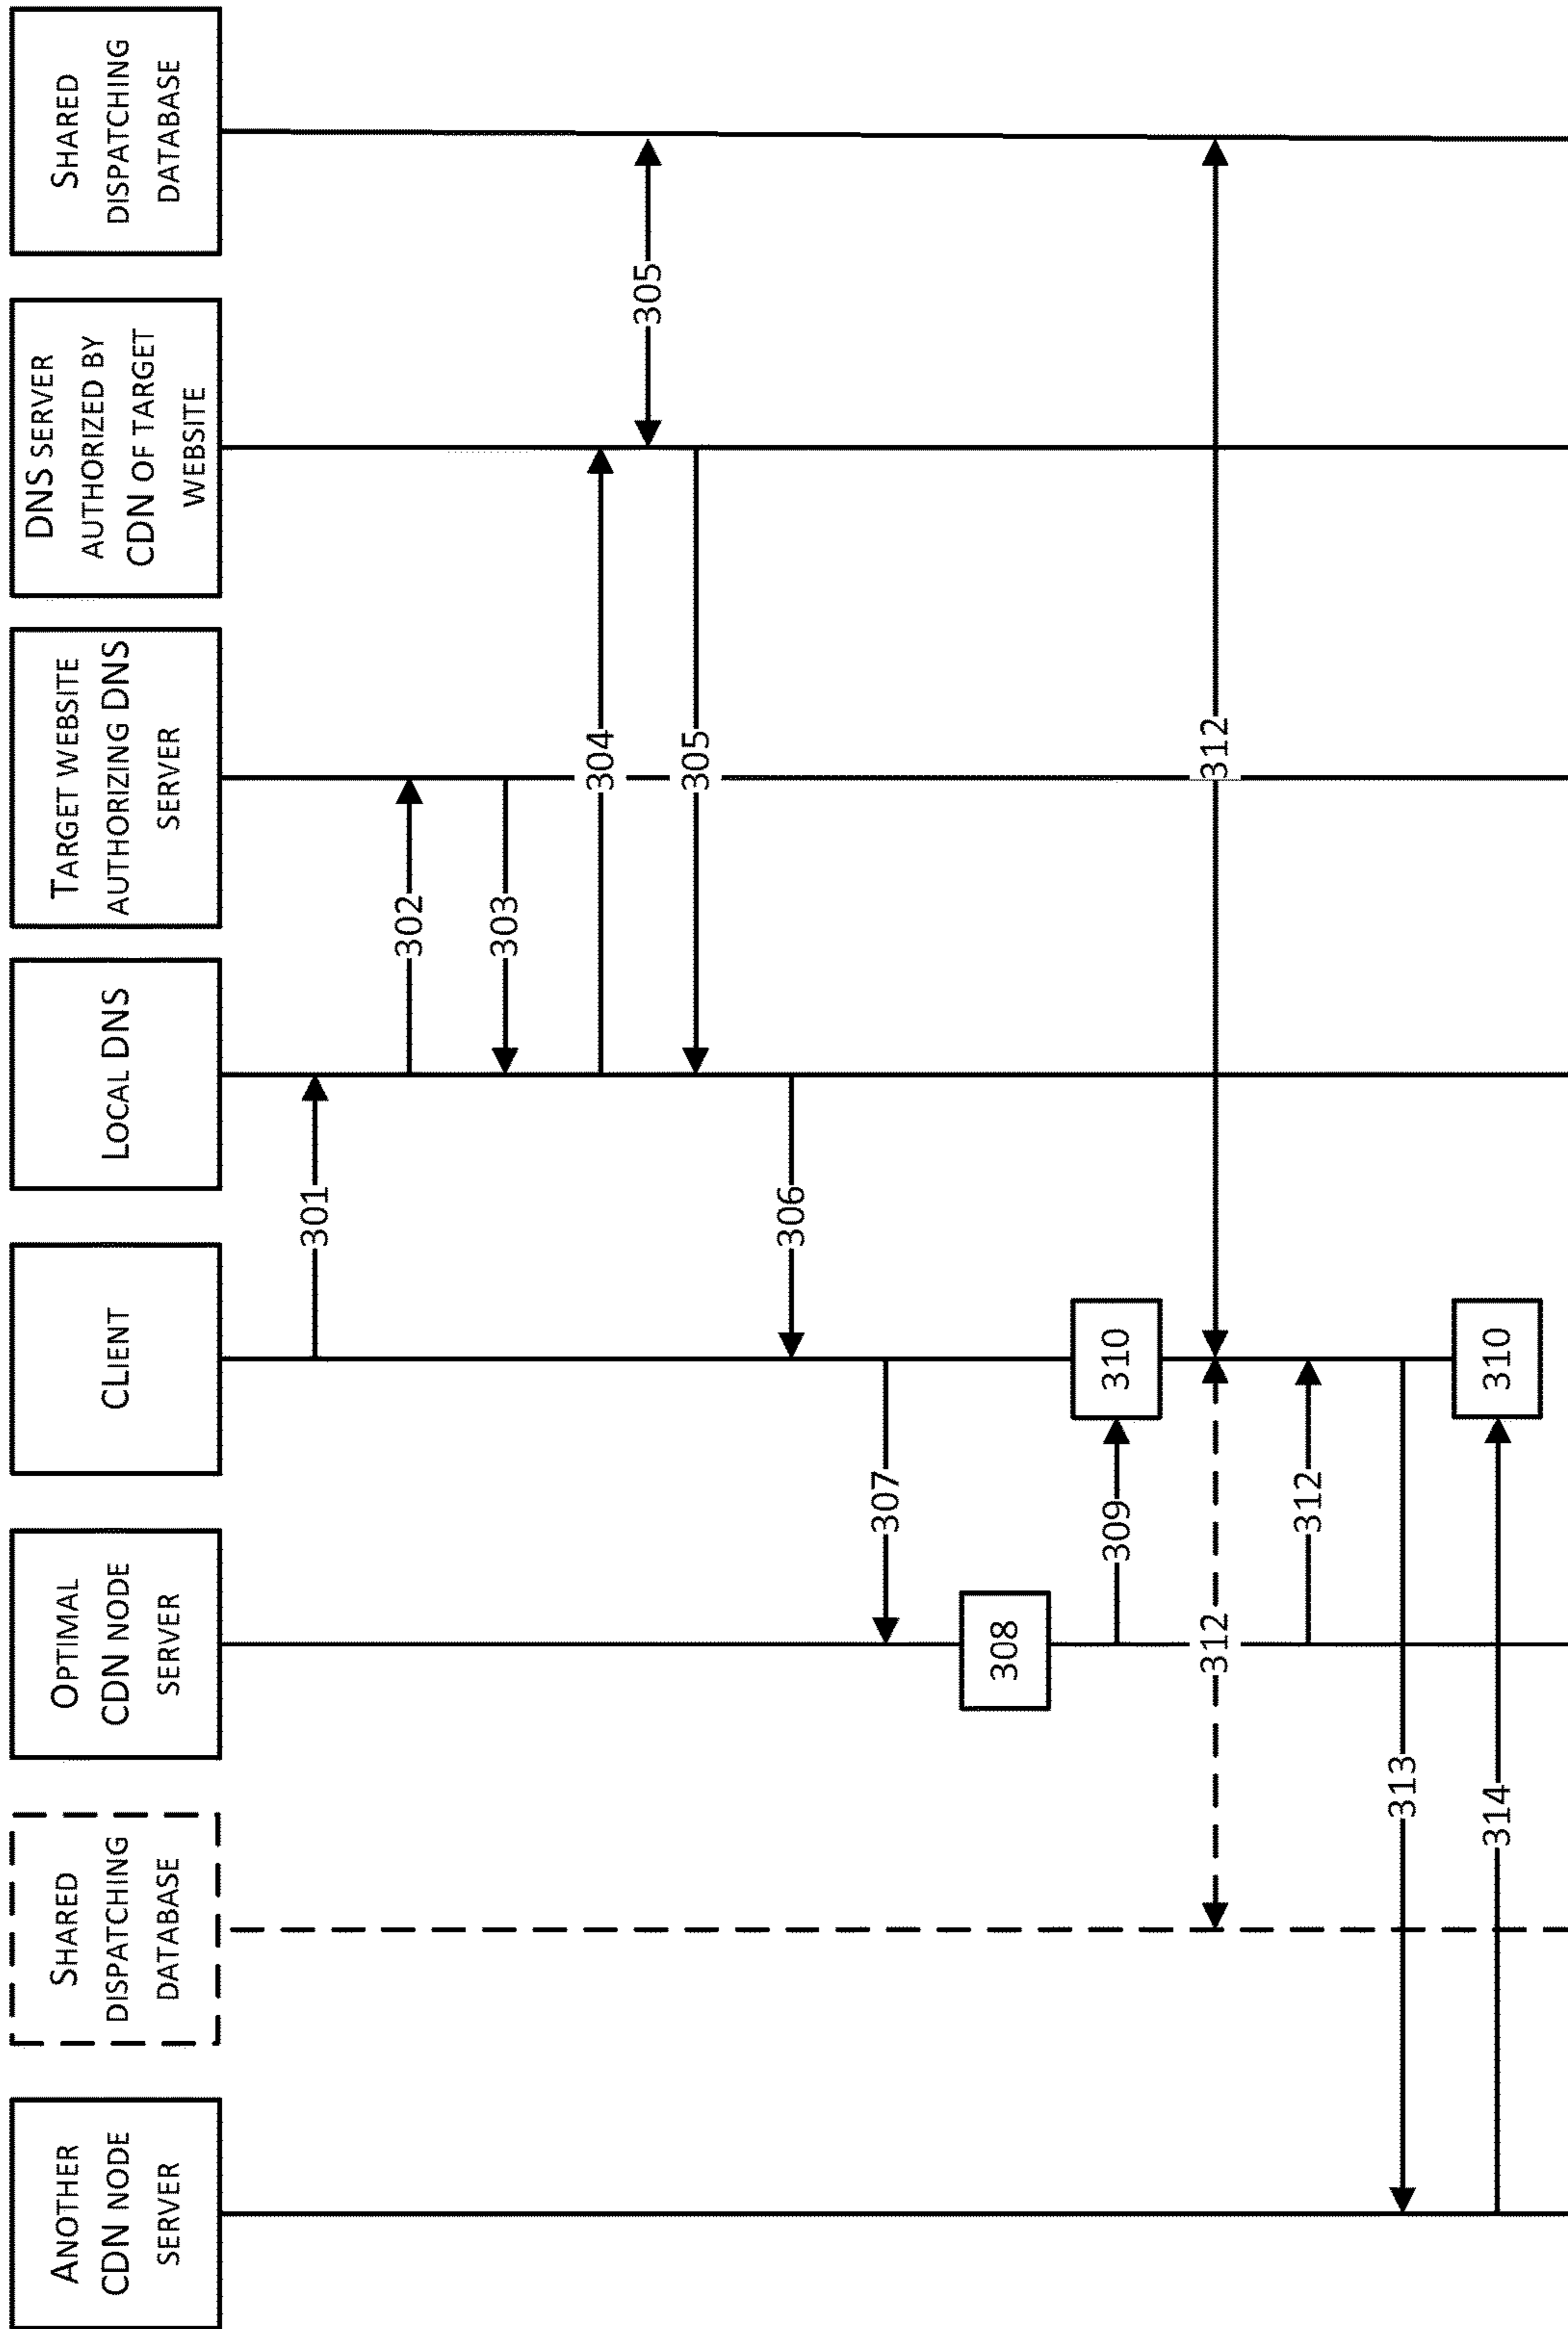 ANOTHER
CDN NODE
SERVER
SHARED
DISPATCHING
DATABASE
OPTIMAL
CDN NODE
SERVER
CLIENT
LOCAL DNS
TARGET WEBSITE
AUTHORIZING DNS
SERVER
DNS SERVER
AUTHORIZED BY
CDN OF TARGET
WEBSITE
SHARED
DISPATCHING
DATABASE
301
302
303
304
305
305
306
307
308
309
310
312
312
312
313
314
310